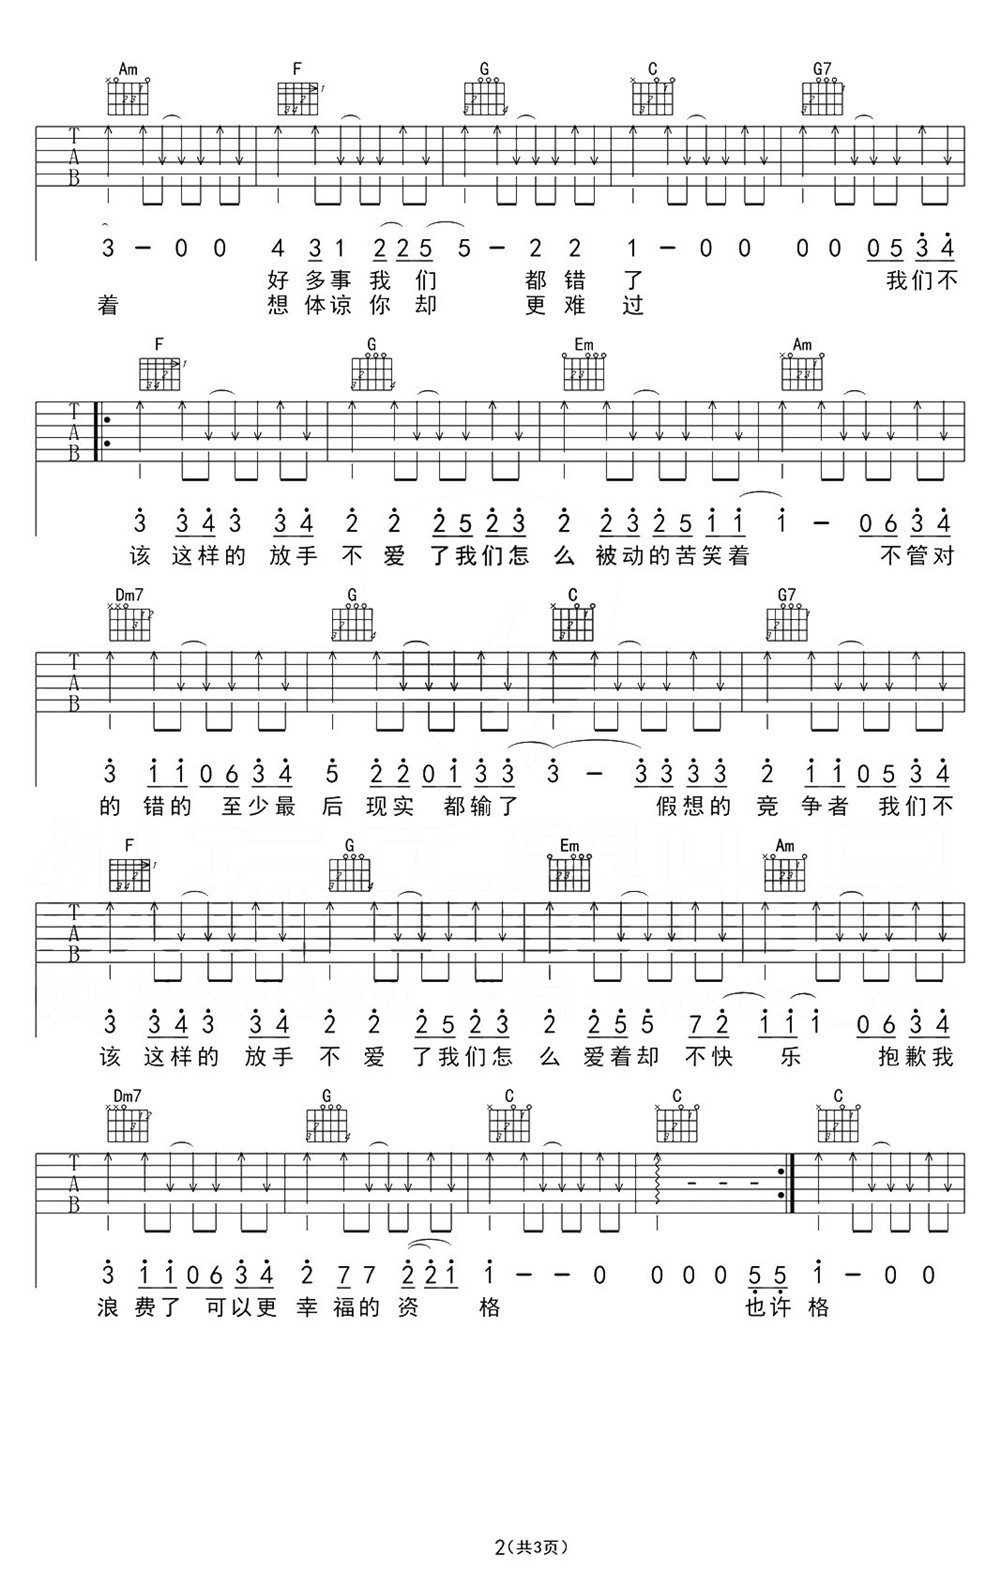 Am F G C G7
T A B
3 - 0 0 4 3 1 2 2 5 5 - 2 2 1 - 0 0 0 0 0 5 3 4
好 多 事 我 们 都 错 了 我们不
着 想 体 谅 你 却 更 难 过
F G Em Am
T A B
3 3 4 3 3 4 2 2 2 5 2 3 2 2 3 2 5 1 1 1 - 0 6 3 4
该 这样的 放手 不 爱 了我们怎 么 被动的苦笑着 不管对
Dm7 G C G7
T A B
3 1 1 0 6 3 4 5 2 2 0 1 3 3 3 - 3 3 3 3 2 1 1 0 5 3 4
的 错的 至少最 后 现实 都输了 假想的 竞 争者 我们不
F G Em Am
T A B
3 3 4 3 3 4 2 2 2 5 2 3 2 2 5 5 7 2 1 1 1 0 6 3 4
该 这样的 放手 不 爱 了我们怎 么 爱着却 不快 乐 抱歉我
Dm7 G C C C
T A B
3 1 1 0 6 3 4 2 7 7 2 2 1 1 - - 0 0 0 0 5 5 1 - 0 0
浪 费了 可以更 幸 福的 资 格 也许 格
2(共3页)